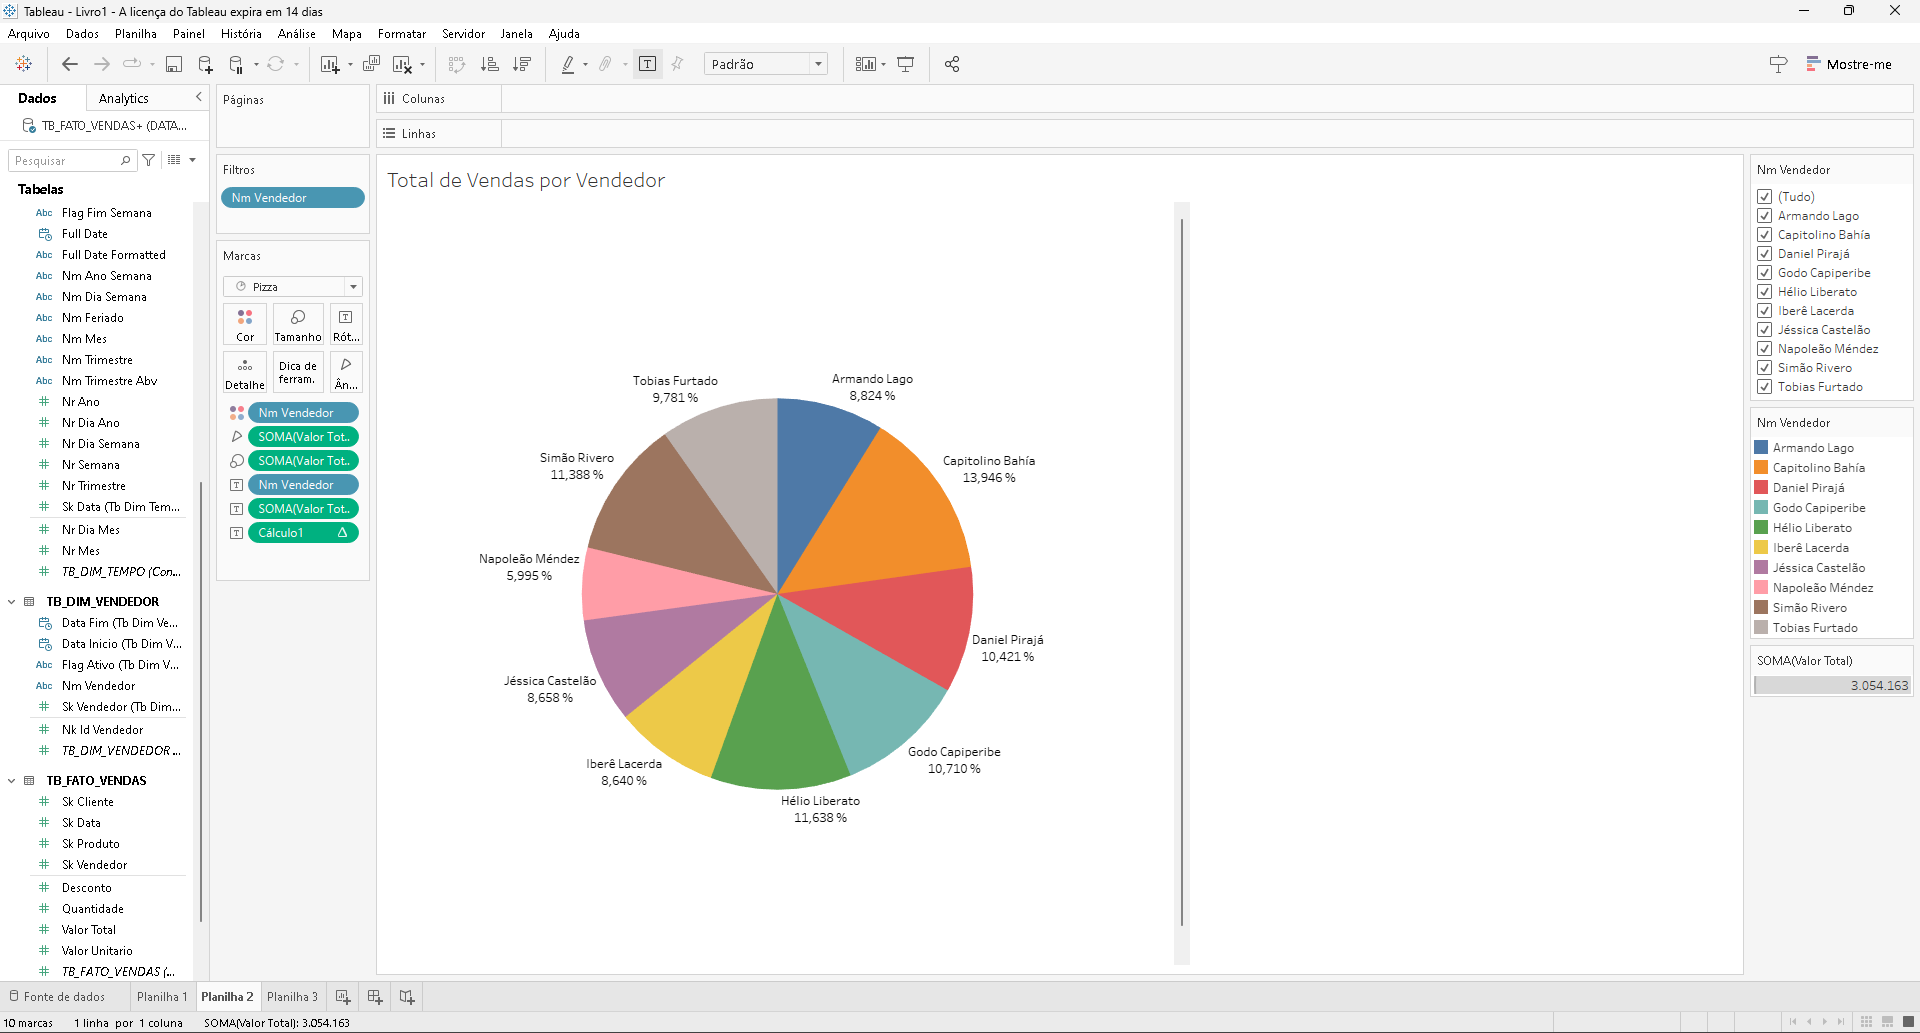 Tableau - Livro1 - A licença do Tableau expira em 14 dias
Arquivo Dados Planilha Painel História Análise Mapa Formatar Servidor Janela Ajuda
Padrão
Mostre-me
Dados Analytics
TB_FATO_VENDAS+ (DATA...
Pesquisar
Tabelas
Abc Flag Fim Semana
Full Date
Abc Full Date Formatted
Abc Nm Ano Semana
Abc Nm Dia Semana
Abc Nm Feriado
Abc Nm Mes
Abc Nm Trimestre
Abc Nm Trimestre Abv
# Nr Ano
# Nr Dia Ano
# Nr Dia Semana
# Nr Semana
# Nr Trimestre
# Sk Data (Tb Dim Tem...
# Nr Dia Mes
# Nr Mes
# TB_DIM_TEMPO (Con...
TB_DIM_VENDEDOR
Data Fim (Tb Dim Ve...
Data Inicio (Tb Dim V...
Abc Flag Ativo (Tb Dim V...
Abc Nm Vendedor
# Sk Vendedor (Tb Dim...
# Nk Id Vendedor
# TB_DIM_VENDEDOR ...
TB_FATO_VENDAS
# Sk Cliente
# Sk Data
# Sk Produto
# Sk Vendedor
# Desconto
# Quantidade
# Valor Total
# Valor Unitario
# TB_FATO_VENDAS (...
Páginas
Filtros
Nm Vendedor
Marcas
Pizza
Cor Tamanho Rót...
Detalhe Dica de ferram. Ân...
Nm Vendedor
SOMA(Valor Tot..
SOMA(Valor Tot..
Nm Vendedor
SOMA(Valor Tot..
Cálculo1 Δ
Colunas
Linhas
Total de Vendas por Vendedor
Tobias Furtado
9,781 %
Armando Lago
8,824 %
Simão Rivero
11,388 %
Capitolino Bahía
13,946 %
Napoleão Méndez
5,995 %
Daniel Pirajá
10,421 %
Jéssica Castelão
8,658 %
Godo Capiperibe
10,710 %
Iberê Lacerda
8,640 %
Hélio Liberato
11,638 %
Nm Vendedor
(Tudo)
Armando Lago
Capitolino Bahía
Daniel Pirajá
Godo Capiperibe
Hélio Liberato
Iberê Lacerda
Jéssica Castelão
Napoleão Méndez
Simão Rivero
Tobias Furtado
Nm Vendedor
Armando Lago
Capitolino Bahía
Daniel Pirajá
Godo Capiperibe
Hélio Liberato
Iberê Lacerda
Jéssica Castelão
Napoleão Méndez
Simão Rivero
Tobias Furtado
SOMA(Valor Total)
3.054.163
Fonte de dados Planilha 1 Planilha 2 Planilha 3
10 marcas 1 linha por 1 coluna SOMA(Valor Total): 3.054.163